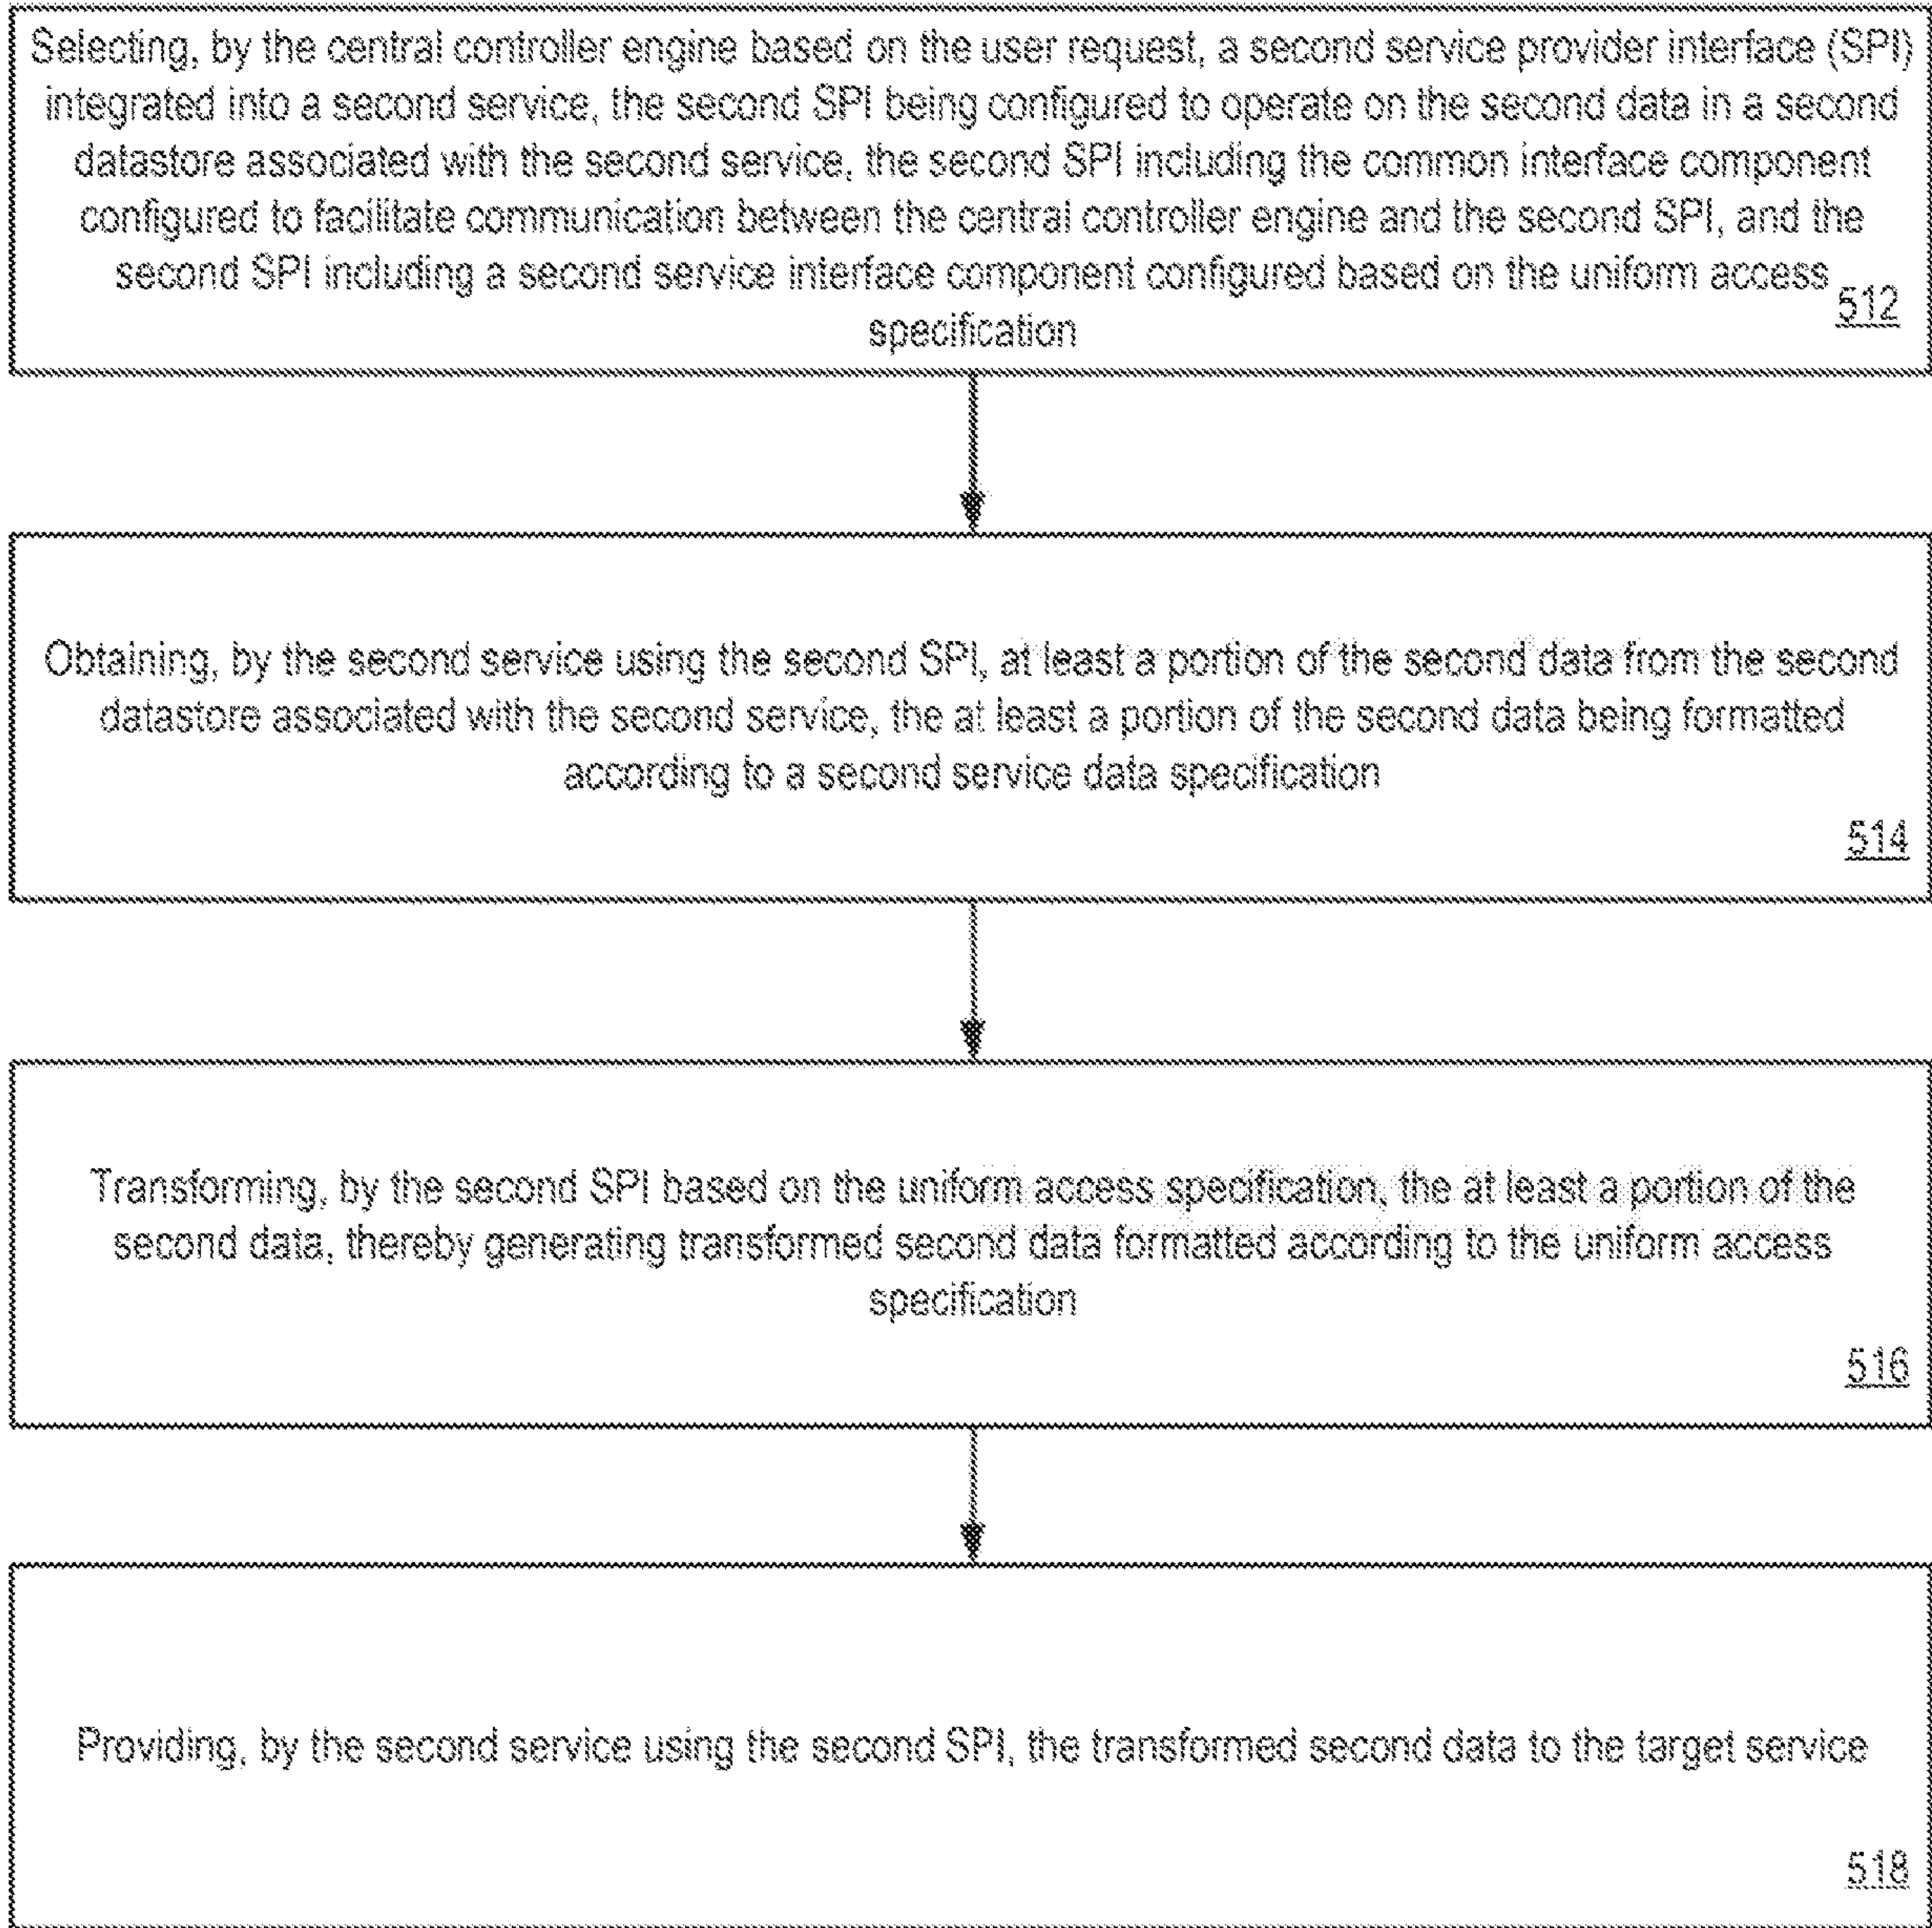 Selecting, by the central controller engine based on the user request, a second service provider interface (SPI)
integrated into a second service, the second SPI being configured to operate on the second data in a second
datastore associated with the second service, the second SPI including the common interface component
configured to facilitate communication between the central controller engine and the second SPI, and the
second SPI including a second service interface component configured based on the uniform access
specification
512
Obtaining, by the second service using the second SPI, at least a portion of the second data from the second
datastore associated with the second service, the at least a portion of the second data being formatted
according to a second service data specification
514
Transforming, by the second SPI based on the uniform access specification, the at least a portion of the
second data, thereby generating transformed second data formatted according to the uniform access
specification
516
Providing, by the second service using the second SPI, the transformed second data to the target service
518